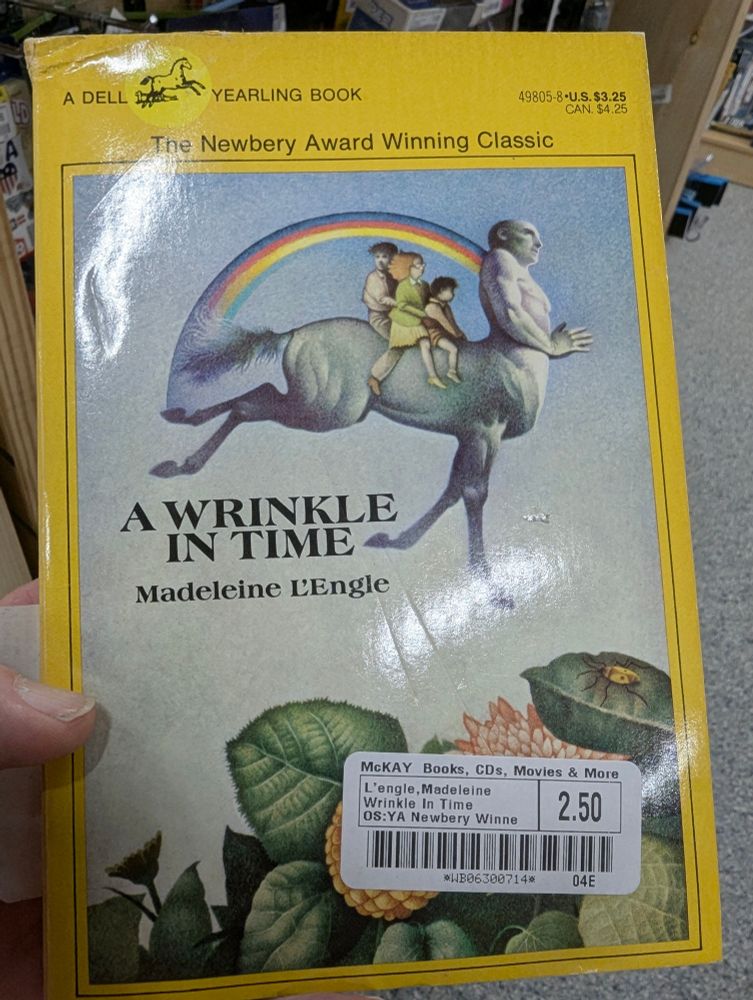 A DELL YEARLING BOOK
49805-8•U.S. $3.25
CAN. $4.25
The Newbery Award Winning Classic
A WRINKLE
IN TIME
Madeleine L'Engle
McKAY Books, CDs, Movies & More
L'engle,Madeleine
Wrinkle In Time
OS:YA Newbery Winne
2.50
*WB06300714* 04E